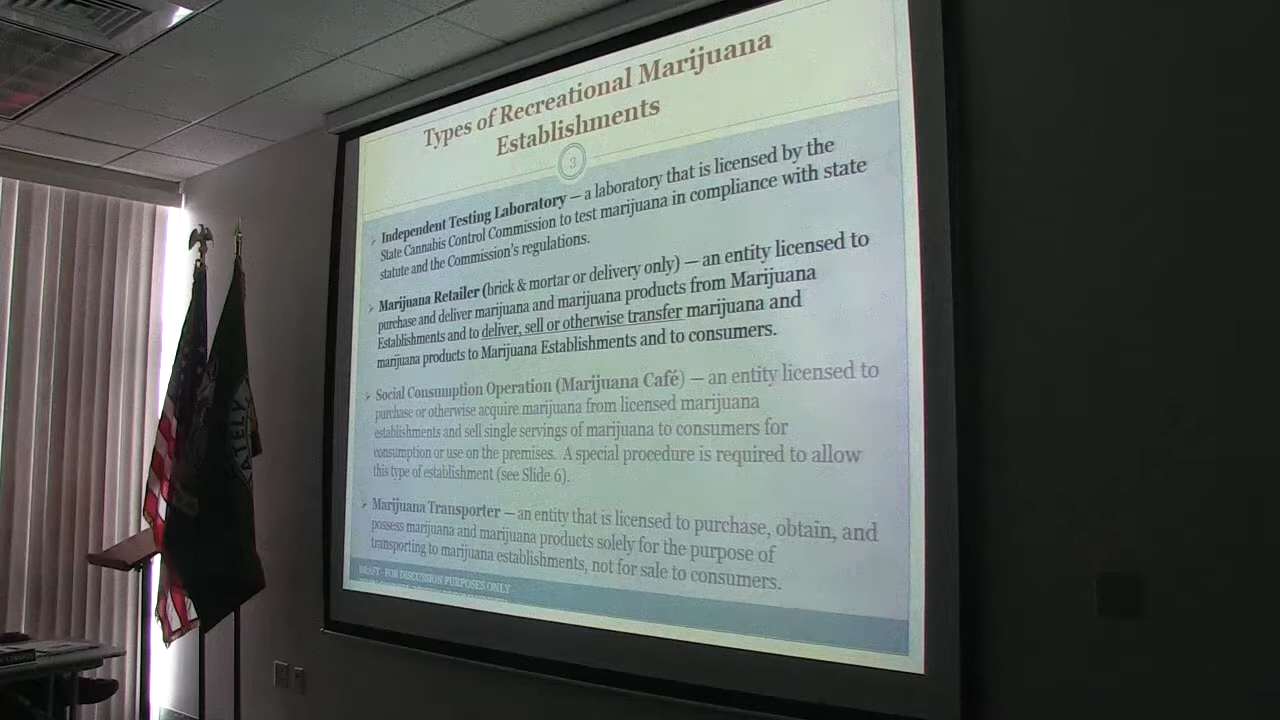 Types of Recreational Marijuana
Establishments
3
Independent Testing Laboratory – a laboratory that is licensed by the
State Cannabis Control Commission to test marijuana in compliance with state
statute and the Commission's regulations.
Marijuana Retailer (brick & mortar or delivery only) – an entity licensed to
purchase and deliver marijuana and marijuana products from Marijuana
Establishments and to deliver, sell or otherwise transfer marijuana and
marijuana products to Marijuana Establishments and to consumers.
Social Consumption Operation (Marijuana Café) – an entity licensed to
purchase or otherwise acquire marijuana from licensed marijuana
establishments and sell single servings of marijuana to consumers for
consumption or use on the premises. A special procedure is required to allow
this type of establishment (see Slide 6).
Marijuana Transporter – an entity that is licensed to purchase, obtain, and
possess marijuana and marijuana products solely for the purpose of
transporting to marijuana establishments, not for sale to consumers.
DRAFT - FOR DISCUSSION PURPOSES ONLY
ATELY